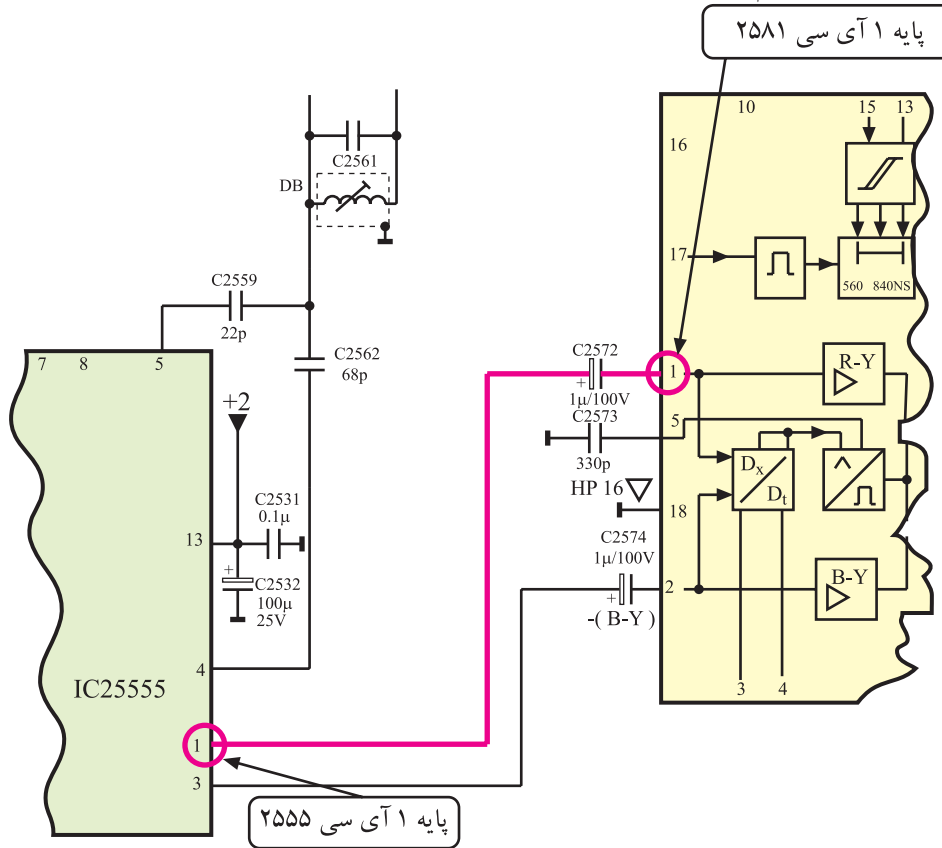 پایه ۱ آی سی ۲۵۸۱
10
15
13
16
C2561
DB
17
560
840NS
C2559
22p
C2562
68p
7
8
5
C2572
+
1µ/100V
1
R-Y
C2573
330p
5
+2
Dx
Dt
HP 16
18
C2531
0.1µ
13
C2574
1µ/100V
+
C2532
100µ
25V
+
-( B-Y )
2
B-Y
4
IC25555
3
4
1
3
پایه ۱ آی سی ۲۵۵۵